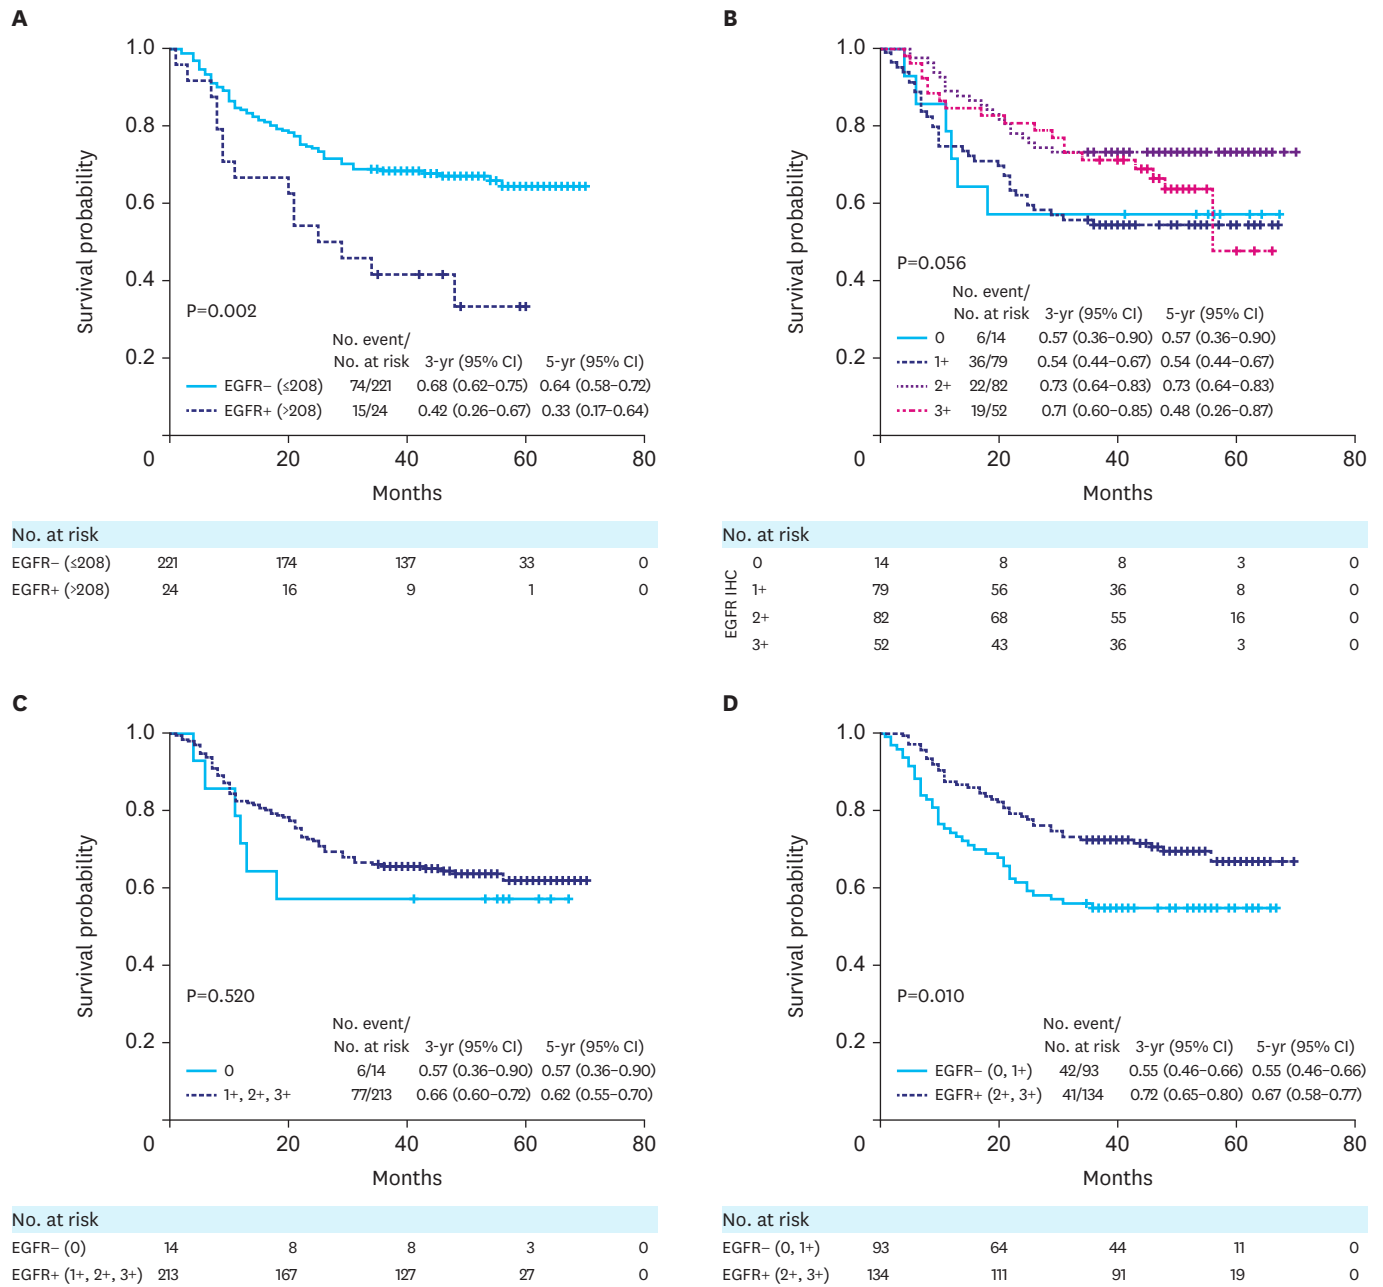 A
1.0
0.8
0.6
0.4
0.2
Survival probability
P=0.002
No. event/
No. at risk 3-yr (95% CI) 5-yr (95% CI)
EGFR− (≤208) 74/221 0.68 (0.62–0.75) 0.64 (0.58–0.72)
EGFR+ (>208) 15/24 0.42 (0.26–0.67) 0.33 (0.17–0.64)
0 20 40 60 80
Months
No. at risk
EGFR− (≤208) 221 174 137 33 0
EGFR+ (>208) 24 16 9 1 0
B
1.0
0.8
0.6
0.4
0.2
Survival probability
P=0.056
No. event/
No. at risk 3-yr (95% CI) 5-yr (95% CI)
0 6/14 0.57 (0.36–0.90) 0.57 (0.36–0.90)
1+ 36/79 0.54 (0.44–0.67) 0.54 (0.44–0.67)
2+ 22/82 0.73 (0.64–0.83) 0.73 (0.64–0.83)
3+ 19/52 0.71 (0.60–0.85) 0.48 (0.26–0.87)
0 20 40 60 80
Months
No. at risk
EGFR IHC
0 14 8 8 3 0
1+ 79 56 36 8 0
2+ 82 68 55 16 0
3+ 52 43 36 3 0
C
1.0
0.8
0.6
0.4
0.2
Survival probability
P=0.520
No. event/
No. at risk 3-yr (95% CI) 5-yr (95% CI)
0 6/14 0.57 (0.36–0.90) 0.57 (0.36–0.90)
1+, 2+, 3+ 77/213 0.66 (0.60–0.72) 0.62 (0.55–0.70)
0 20 40 60 80
Months
No. at risk
EGFR− (0) 14 8 8 3 0
EGFR+ (1+, 2+, 3+) 213 167 127 27 0
D
1.0
0.8
0.6
0.4
0.2
Survival probability
P=0.010
No. event/
No. at risk 3-yr (95% CI) 5-yr (95% CI)
EGFR− (0, 1+) 42/93 0.55 (0.46–0.66) 0.55 (0.46–0.66)
EGFR+ (2+, 3+) 41/134 0.72 (0.65–0.80) 0.67 (0.58–0.77)
0 20 40 60 80
Months
No. at risk
EGFR− (0, 1+) 93 64 44 11 0
EGFR+ (2+, 3+) 134 111 91 19 0